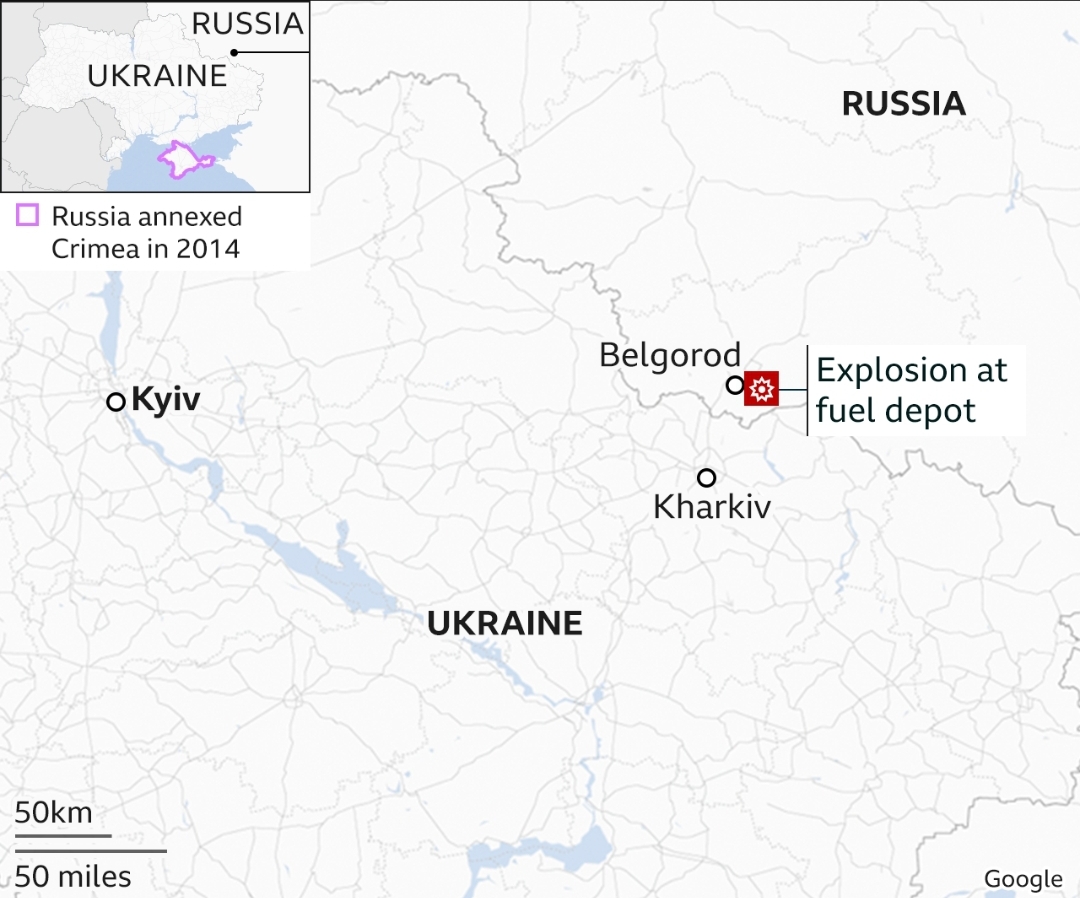 RUSSIA
UKRAINE
Russia annexed
Crimea in 2014
RUSSIA
Belgorod
Explosion at
fuel depot
Kyiv
Kharkiv
UKRAINE
50km
50 miles
Google